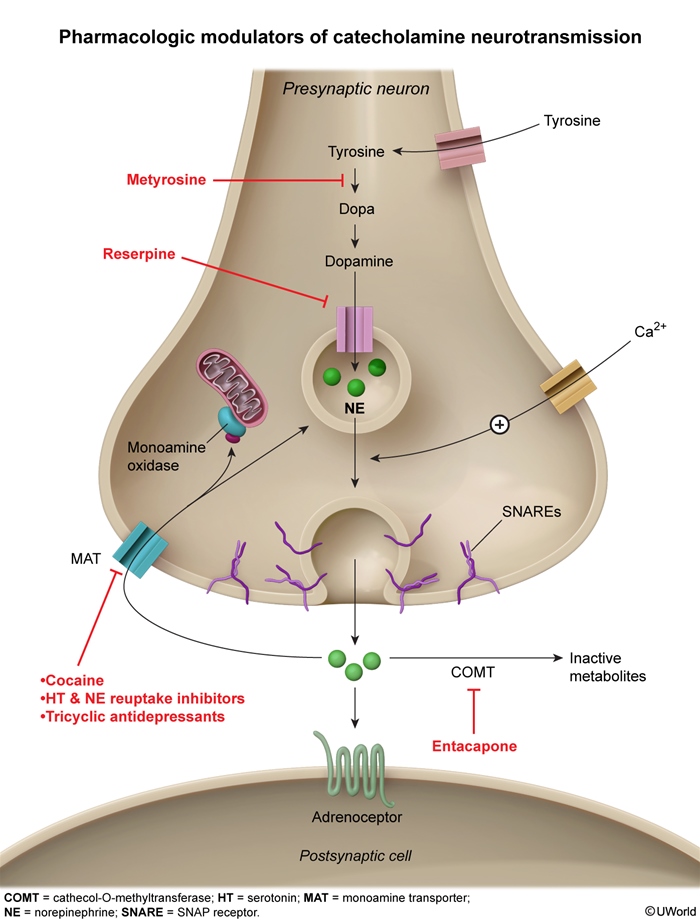 Pharmacologic modulators of catecholamine neurotransmission
Presynaptic neuron
Tyrosine
Tyrosine
Metyrosine
Dopa
Reserpine
Dopamine
Ca2+
+
NE
Monoamine
oxidase
SNAREs
MAT
•Cocaine
•HT & NE reuptake inhibitors
•Tricyclic antidepressants
COMT
Inactive
metabolites
Entacapone
Adrenoceptor
Postsynaptic cell
COMT = cathecol-O-methyltransferase; HT = serotonin; MAT = monoamine transporter;
NE = norepinephrine; SNARE = SNAP receptor.
©UWorld